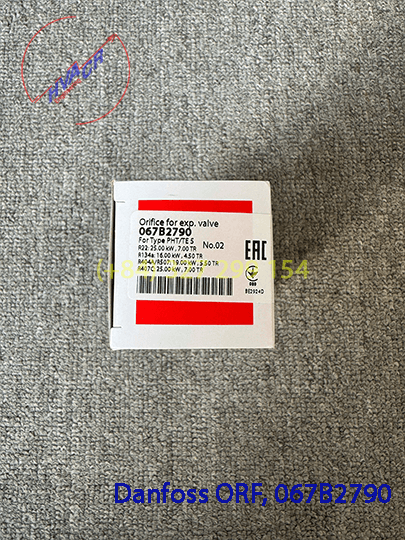 HVACR
Orifice for exp. valve
067B2790
For Type PHT/TE 5
No.02
R22: 25.00 kW , 7.00 TR
R134a: 16.00 kW , 4.50 TR
R404A/R507: 19.00 kW , 5.50 TR
R407C: 25.00 kW , 7.00 TR
EAC
Danfoss ORF, 067B2790